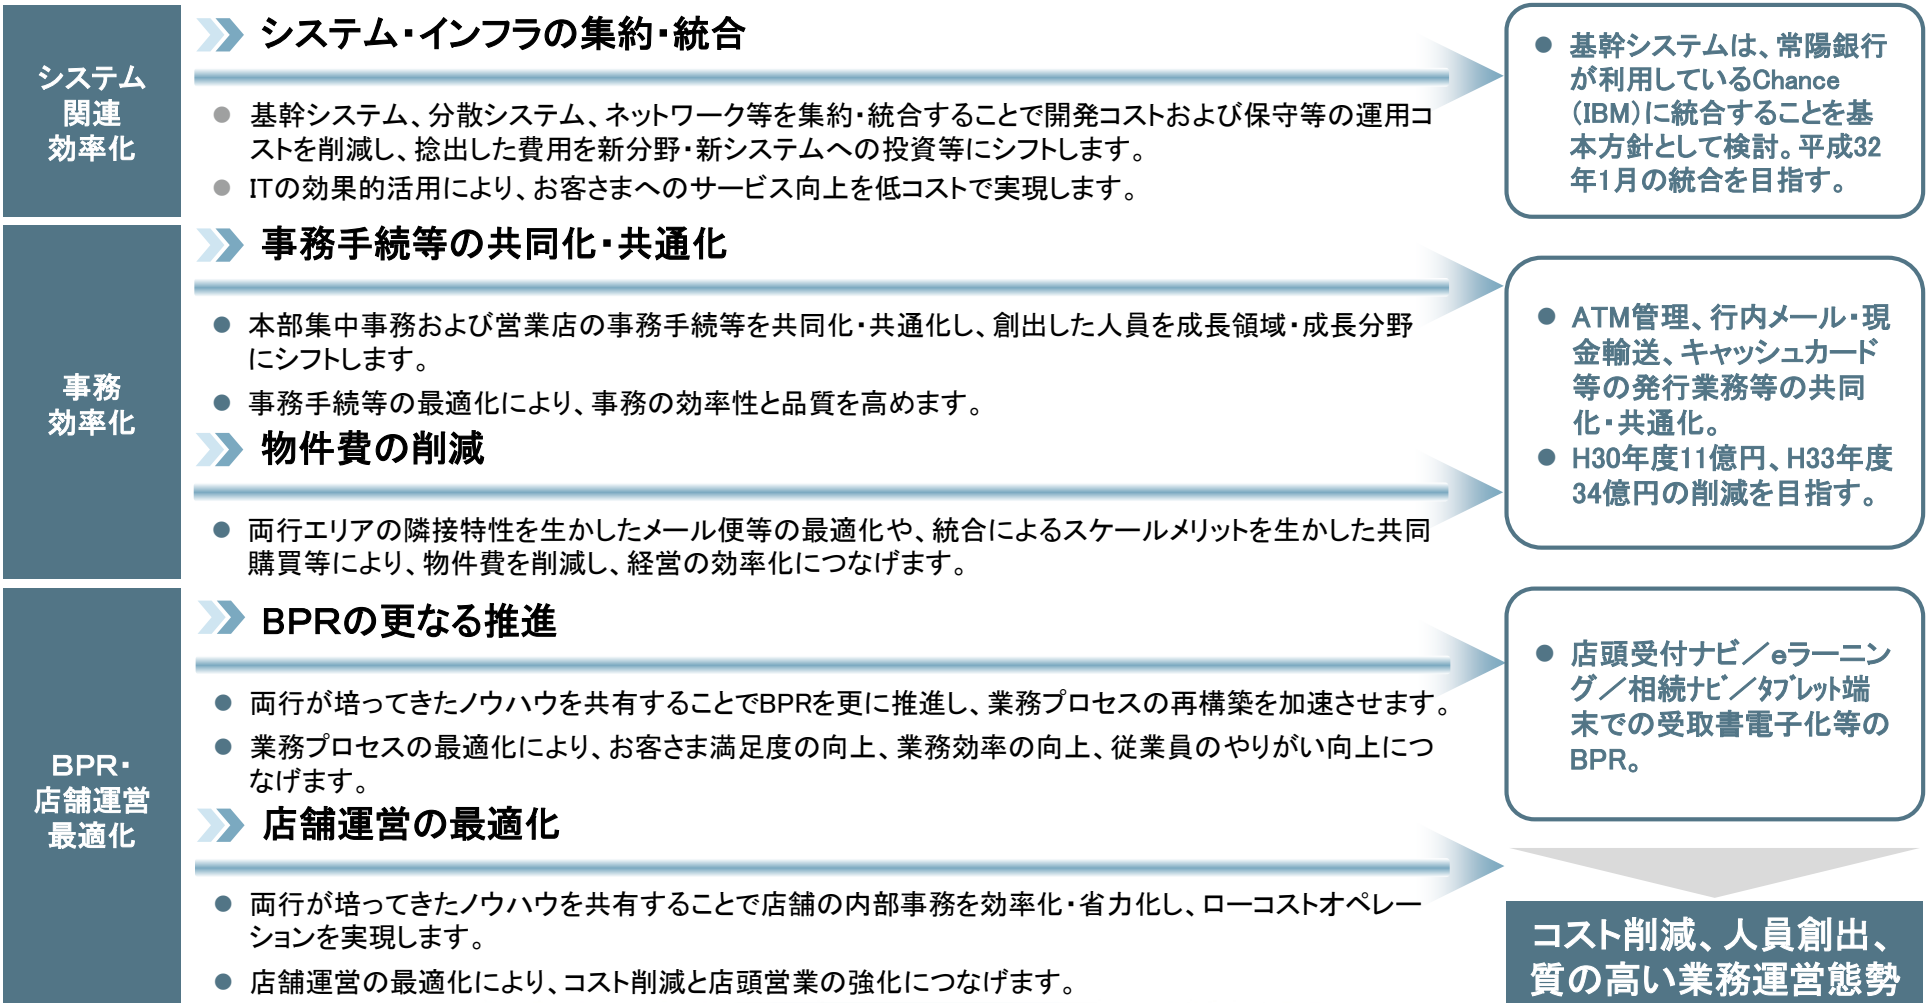 システム
関連
効率化
システム・インフラの集約・統合
● 基幹システム、分散システム、ネットワーク等を集約・統合することで開発コストおよび保守等の運用コ
ストを削減し、捻出した費用を新分野・新システムへの投資等にシフトします。
● ITの効果的活用により、お客さまへのサービス向上を低コストで実現します。
● 基幹システムは、常陽銀行
が利用しているChance
(IBM)に統合することを基
本方針として検討。平成32
年1月の統合を目指す。
事務
効率化
事務手続等の共同化・共通化
● 本部集中事務および営業店の事務手続等を共同化・共通化し、創出した人員を成長領域・成長分野
にシフトします。
● 事務手続等の最適化により、事務の効率性と品質を高めます。
物件費の削減
● 両行エリアの隣接特性を生かしたメール便等の最適化や、統合によるスケールメリットを生かした共同
購買等により、物件費を削減し、経営の効率化につなげます。
● ATM管理、行内メール・現
金輸送、キャッシュカード
等の発行業務等の共同
化・共通化。
● H30年度11億円、H33年度
34億円の削減を目指す。
BPR・
店舗運営
最適化
BPRの更なる推進
● 両行が培ってきたノウハウを共有することでBPRを更に推進し、業務プロセスの再構築を加速させます。
● 業務プロセスの最適化により、お客さま満足度の向上、業務効率の向上、従業員のやりがい向上につ
なげます。
店舗運営の最適化
● 両行が培ってきたノウハウを共有することで店舗の内部事務を効率化・省力化し、ローコストオペレー
ションを実現します。
● 店舗運営の最適化により、コスト削減と店頭営業の強化につなげます。
● 店頭受付ナビ/eラーニン
グ/相続ナビ/タブレット端
末での受取書電子化等の
BPR。
コスト削減、人員創出、
質の高い業務運営態勢